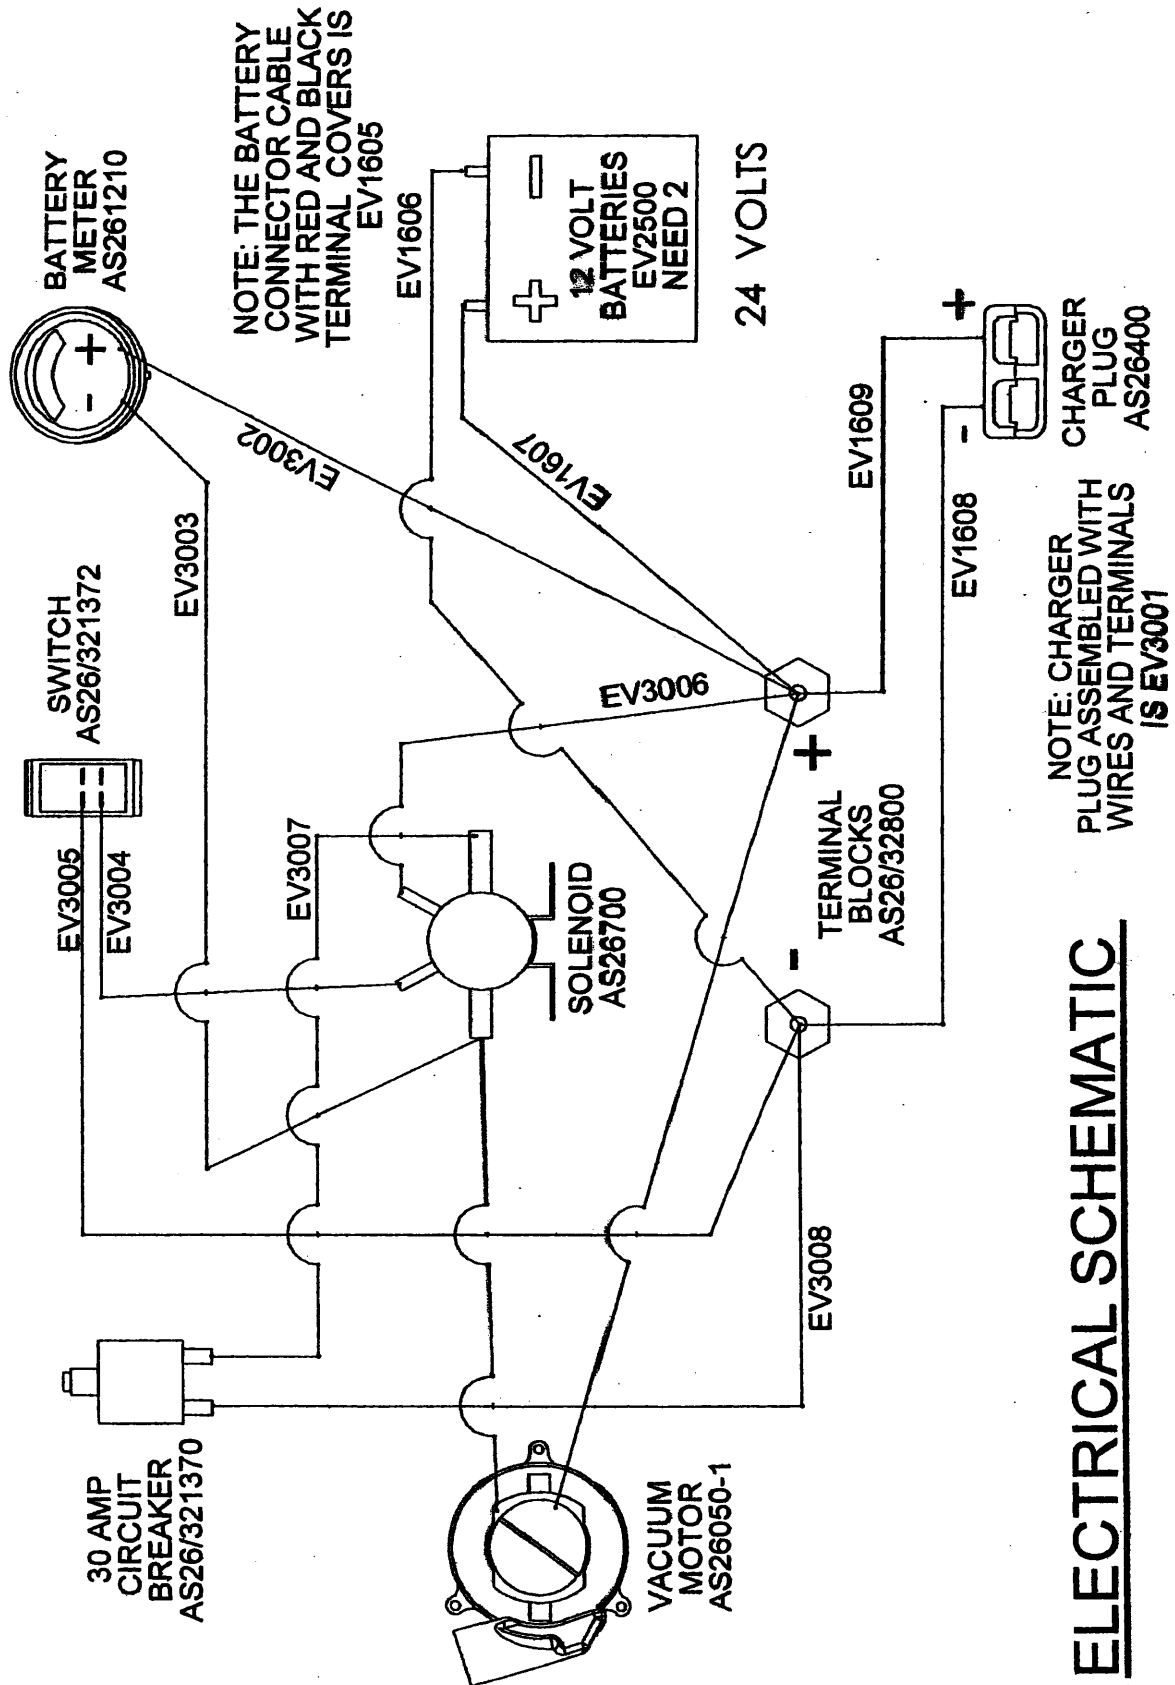 30 AMP
CIRCUIT
BREAKER
AS26/321370
SWITCH
AS26/321372
BATTERY
METER
AS261210
EV3005
EV3004
EV3003
EV3002
EV3007
NOTE: THE BATTERY
CONNECTOR CABLE
WITH RED AND BLACK
TERMINAL COVERS IS
EV1605
EV1606
- +
VACUUM
MOTOR
AS26050-1
SOLENOID
AS26700
EV1607
+ -
12 VOLT
BATTERIES
EV2500
NEED 2
24 VOLTS
EV3006
EV3008
- +
TERMINAL
BLOCKS
AS26/32800
EV1609
EV1608
- +
CHARGER
PLUG
AS26400
NOTE: CHARGER
PLUG ASSEMBLED WITH
WIRES AND TERMINALS
IS EV3001
ELECTRICAL SCHEMATIC